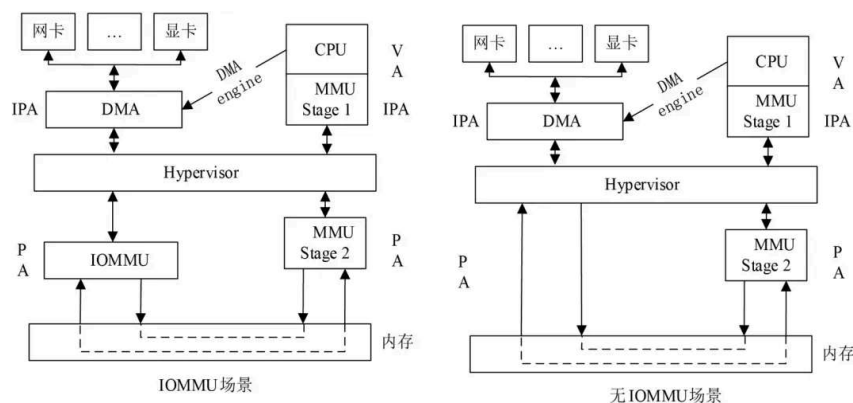 网卡
…
显卡
CPU
V
A
DMA
engine
MMU
Stage 1
IPA
DMA
IPA
Hypervisor
P
A
IOMMU
MMU
Stage 2
P
A
内存
IOMMU场景
网卡
…
显卡
CPU
V
A
DMA
engine
MMU
Stage 1
IPA
DMA
IPA
Hypervisor
P
A
MMU
Stage 2
P
A
内存
无IOMMU场景